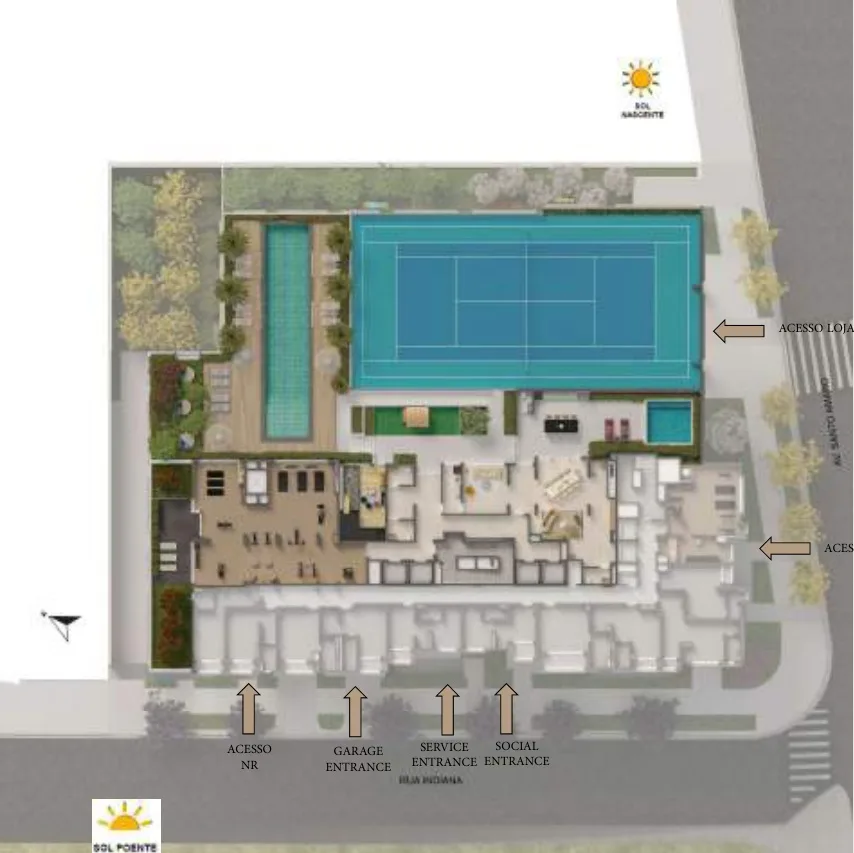 SOL
NASCENTE
ACESSO LOJA
AV. SANTO AMARO
ACES
ACESSO
NR
GARAGE
ENTRANCE
SERVICE
ENTRANCE
SOCIAL
ENTRANCE
RUA INDIANA
SOL POENTE